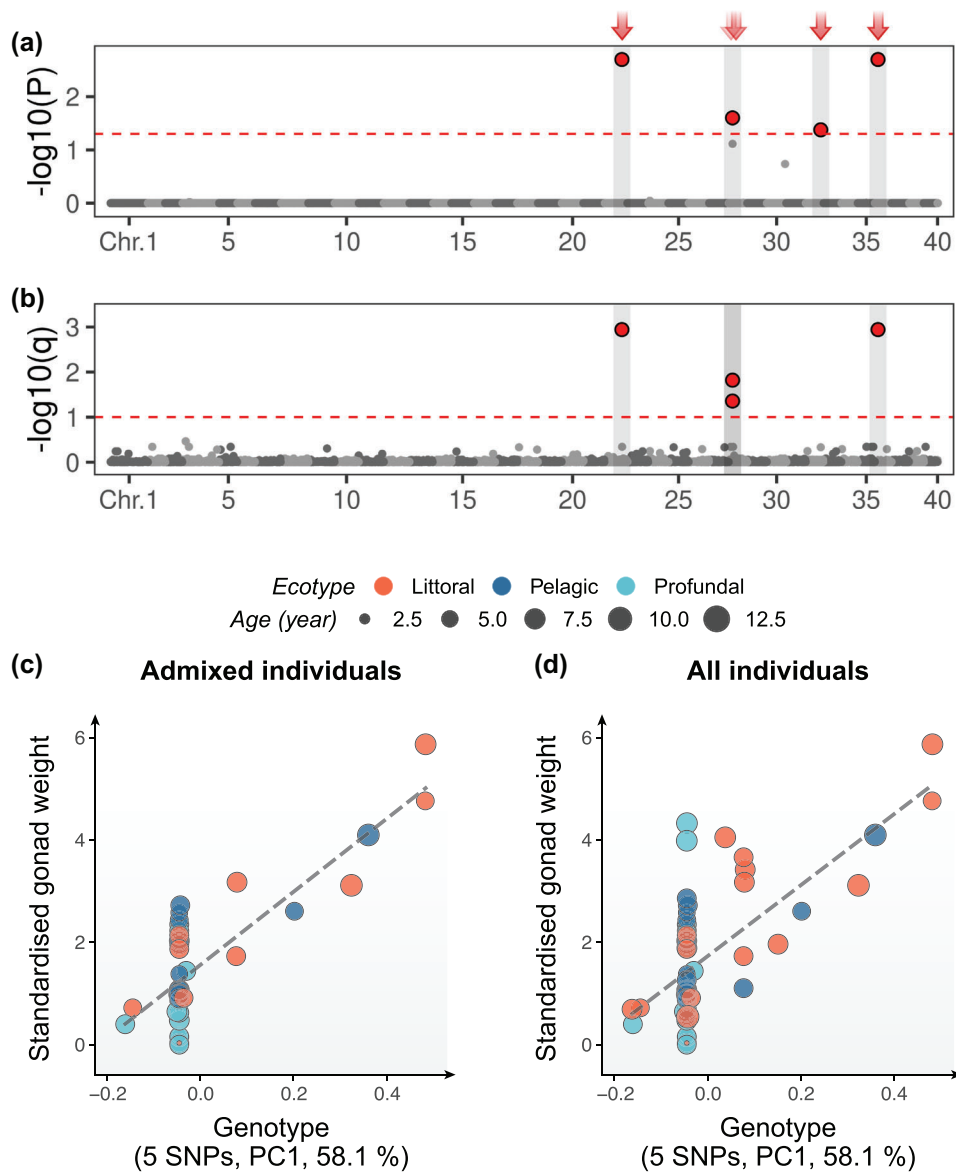 (a)
-log10(P)
2
1
0
Chr.1 5 10 15 20 25 30 35 40
(b)
-log10(q)
3
2
1
0
Chr.1 5 10 15 20 25 30 35 40
Ecotype Littoral Pelagic Profundal
Age (year) 2.5 5.0 7.5 10.0 12.5
(c) Admixed individuals
Standardised gonad weight
6
4
2
0
−0.2 0.0 0.2 0.4
Genotype
(5 SNPs, PC1, 58.1 %)
(d) All individuals
Standardised gonad weight
6
4
2
0
−0.2 0.0 0.2 0.4
Genotype
(5 SNPs, PC1, 58.1 %)